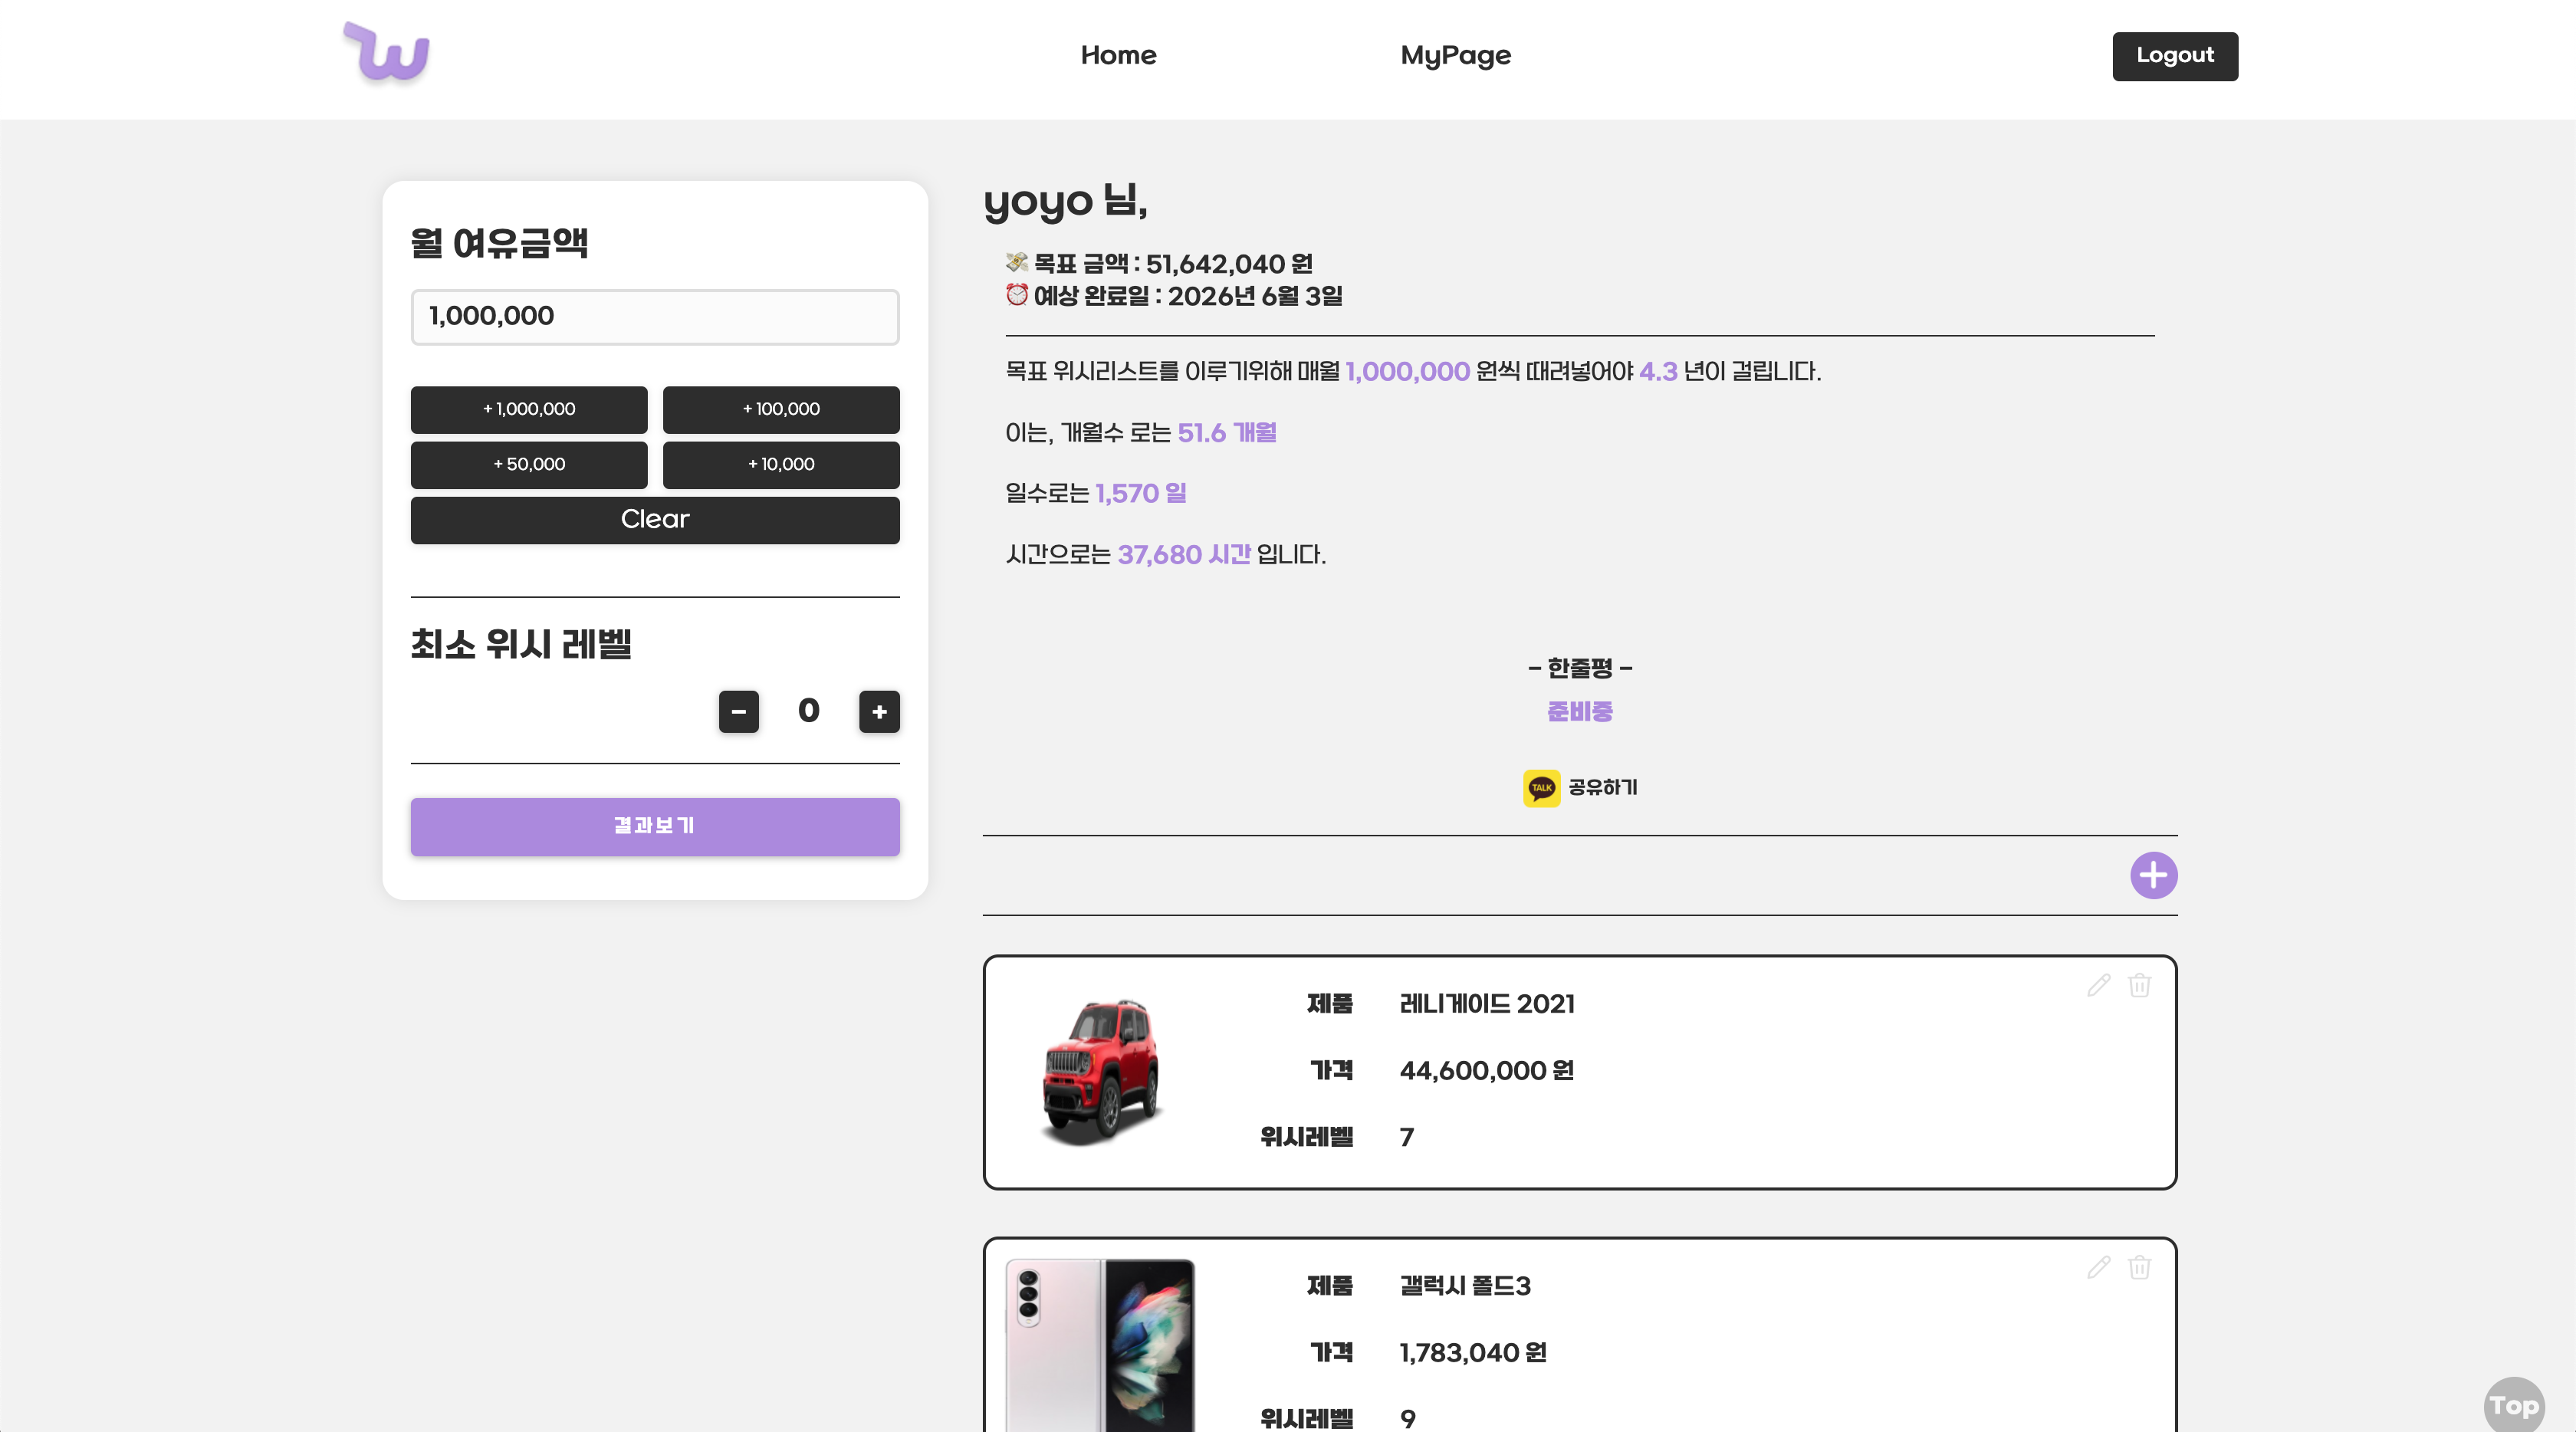 Home
MyPage
Logout
월 여유금액
1,000,000
+ 1,000,000
+ 100,000
+ 50,000
+ 10,000
Clear
최소 위시 레벨
-
0
+
결과보기
yoyo 님,
💸 목표 금액 : 51,642,040 원
⏰ 예상 완료일 : 2026년 6월 3일
목표 위시리스트를 이루기위해 매월 1,000,000 원씩 때려넣어야 4.3 년이 걸립니다.
이는, 개월수 로는 51.6 개월
일수로는 1,570 일
시간으로는 37,680 시간 입니다.
- 한줄평 -
준비중
TALK 공유하기
제품 레니게이드 2021
가격 44,600,000 원
위시레벨 7
제품 갤럭시 폴드3
가격 1,783,040 원
위시레벨 9
Top